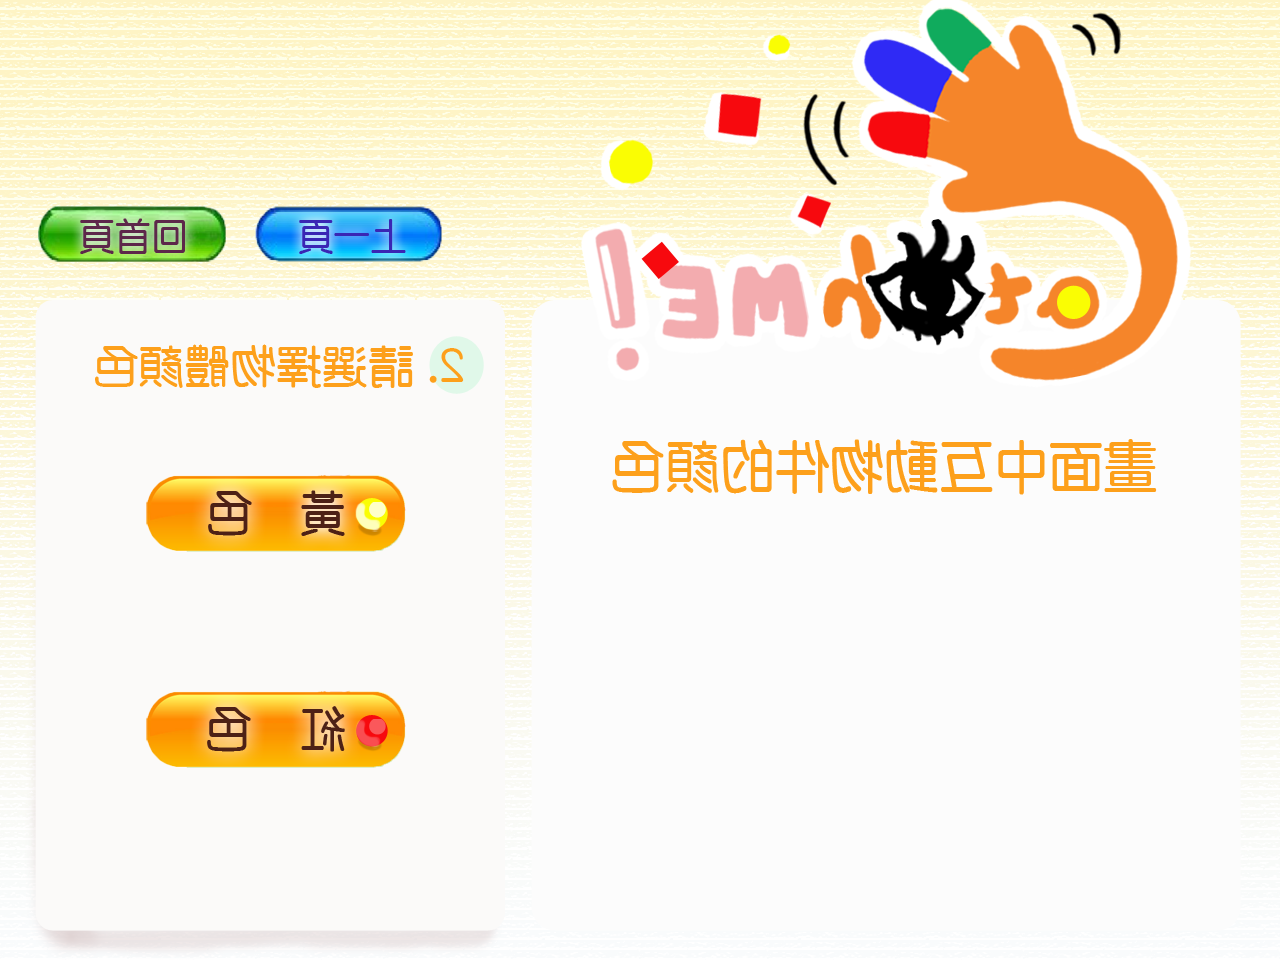 Catch ME!
上一頁
回首頁
畫面中互動物件的顏色
2. 請選擇物體顏色
黃 色
紅 色